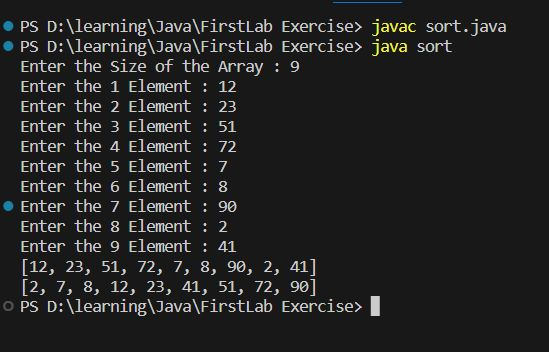 PS D:\learning\Java\FirstLab Exercise> javac sort.java
PS D:\learning\Java\FirstLab Exercise> java sort
Enter the Size of the Array : 9
Enter the 1 Element : 12
Enter the 2 Element : 23
Enter the 3 Element : 51
Enter the 4 Element : 72
Enter the 5 Element : 7
Enter the 6 Element : 8
Enter the 7 Element : 90
Enter the 8 Element : 2
Enter the 9 Element : 41
[12, 23, 51, 72, 7, 8, 90, 2, 41]
[2, 7, 8, 12, 23, 41, 51, 72, 90]
PS D:\learning\Java\FirstLab Exercise>